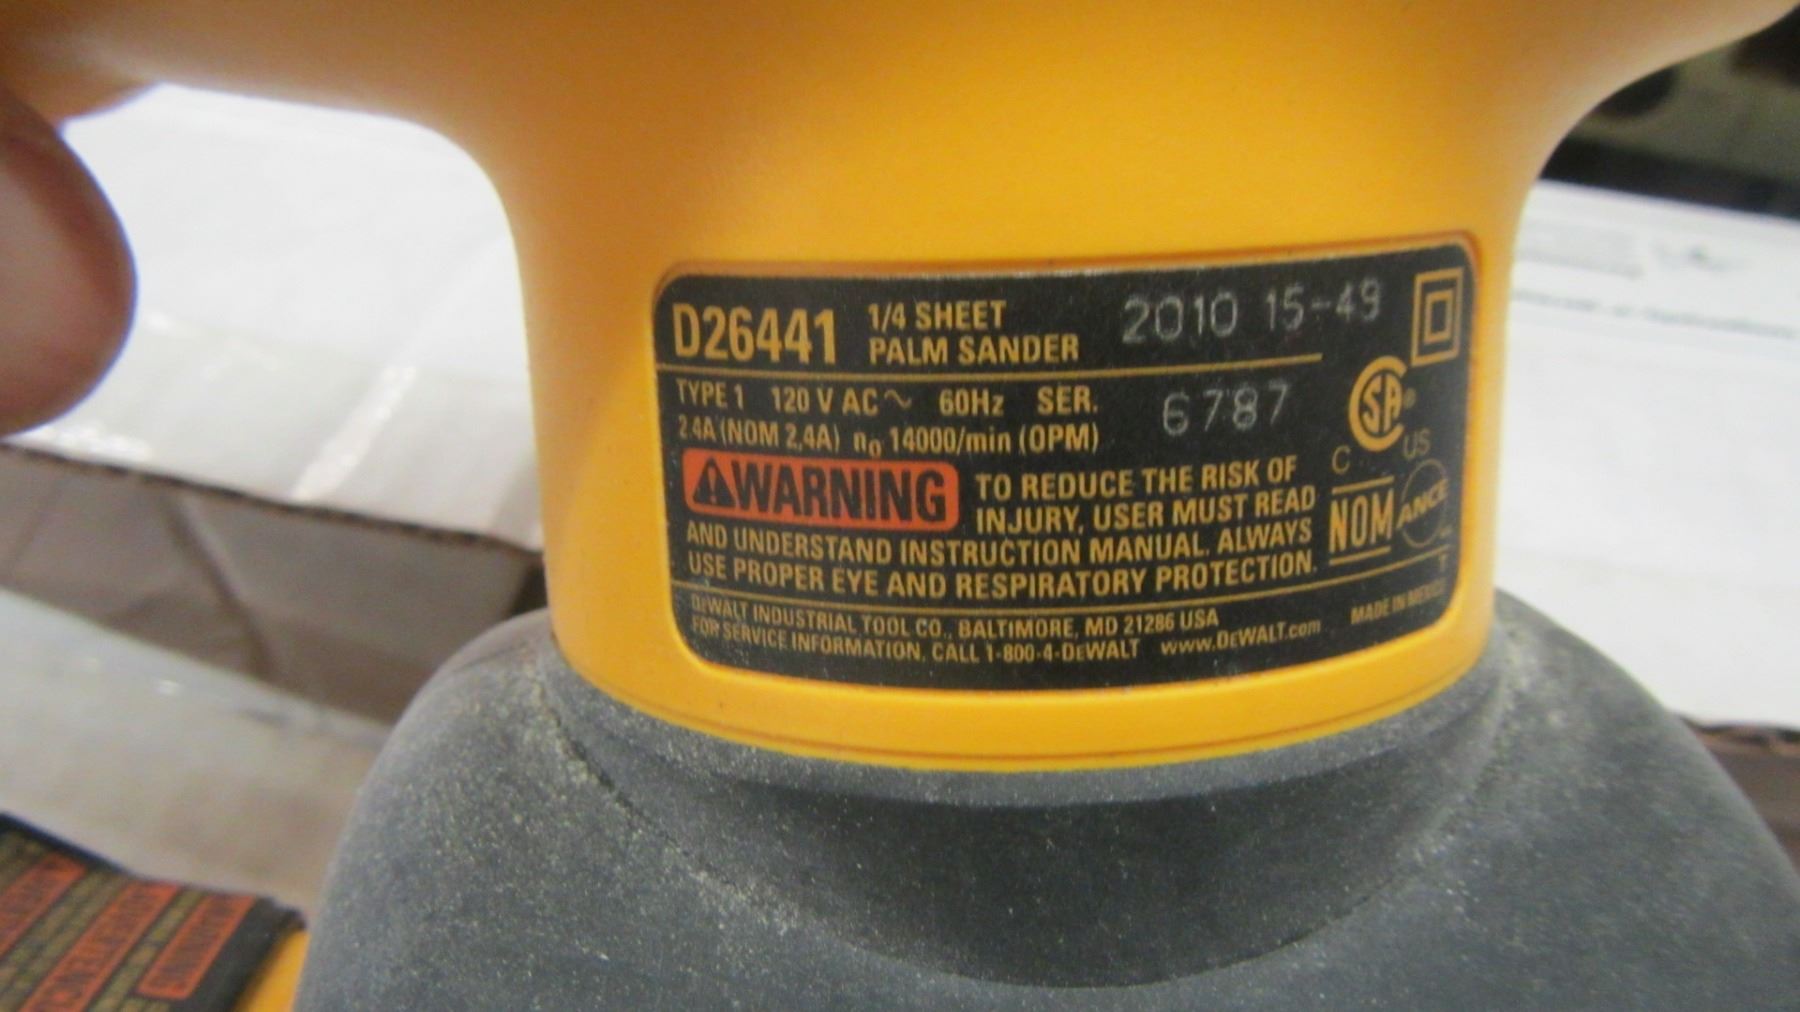 D26441 1/4 SHEET PALM SANDER 2010 15-49
TYPE 1 120 V AC~ 60Hz SER. 6787
2.4A (NOM 2,4A) n₀ 14000/min (OPM)
CSA®
C US
⚠WARNING TO REDUCE THE RISK OF
INJURY, USER MUST READ
AND UNDERSTAND INSTRUCTION MANUAL. ALWAYS
USE PROPER EYE AND RESPIRATORY PROTECTION.
NOM ANCE
DEWALT INDUSTRIAL TOOL CO., BALTIMORE, MD 21286 USA
FOR SERVICE INFORMATION, CALL 1-800-4-DEWALT www.DEWALT.com
MADE IN MEXICO
WARNING